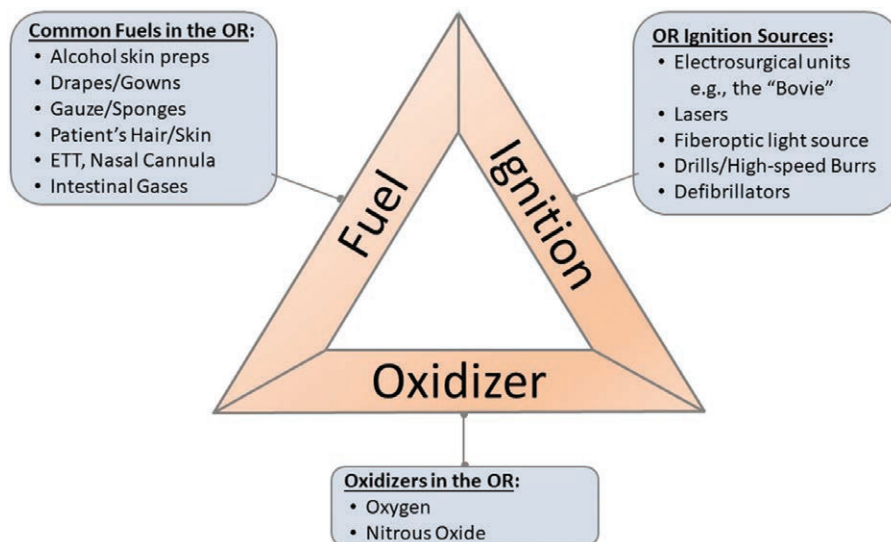 Common Fuels in the OR:
• Alcohol skin preps
• Drapes/Gowns
• Gauze/Sponges
• Patient's Hair/Skin
• ETT, Nasal Cannula
• Intestinal Gases
OR Ignition Sources:
• Electrosurgical units
e.g., the “Bovie”
• Lasers
• Fiberoptic light source
• Drills/High-speed Burrs
• Defibrillators
Fuel
Ignition
Oxidizer
Oxidizers in the OR:
• Oxygen
• Nitrous Oxide